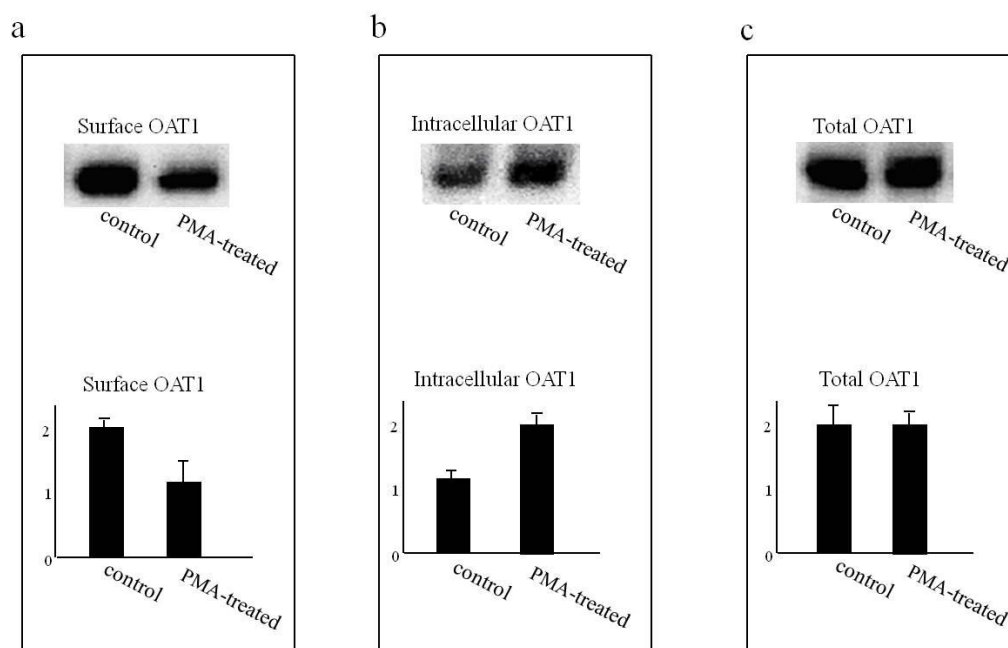 a
Surface OAT1
control
PMA-treated
Surface OAT1
2
1
0
control
PMA-treated
b
Intracellular OAT1
control
PMA-treated
Intracellular OAT1
2
1
0
control
PMA-treated
c
Total OAT1
control
PMA-treated
Total OAT1
2
1
0
control
PMA-treated